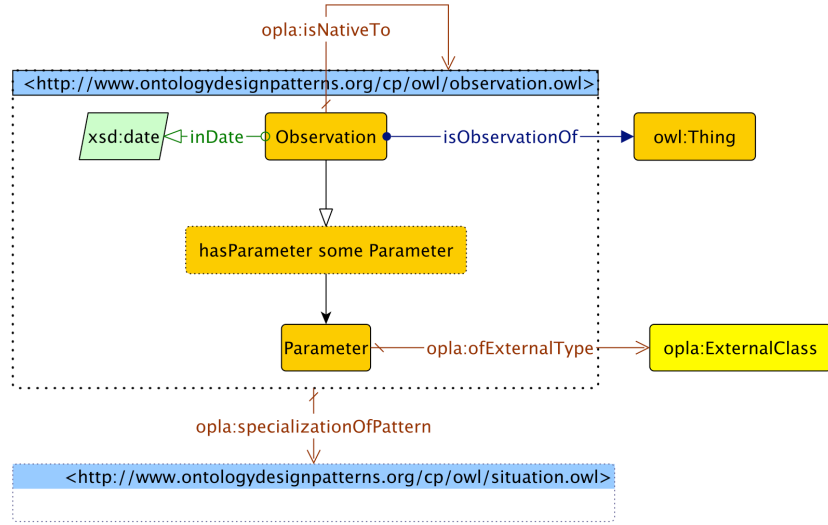 opla:isNativeTo
<http://www.ontologydesignpatterns.org/cp/owl/observation.owl>
xsd:date
inDate
Observation
isObservationOf
owl:Thing
hasParameter some Parameter
Parameter
opla:ofExternalType
opla:ExternalClass
opla:specializationOfPattern
<http://www.ontologydesignpatterns.org/cp/owl/situation.owl>